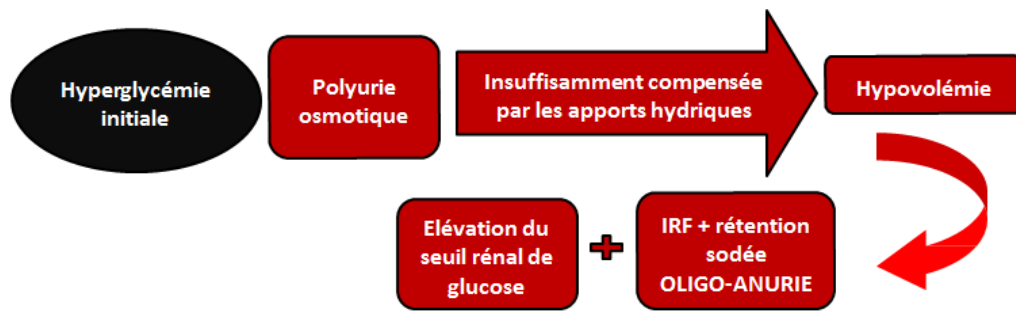 Hyperglycémie
initiale
Polyurie
osmotique
Insuffisamment compensée
par les apports hydriques
Hypovolémie
Elévation du
seuil rénal de
glucose
IRF + rétention
sodée
OLIGO-ANURIE